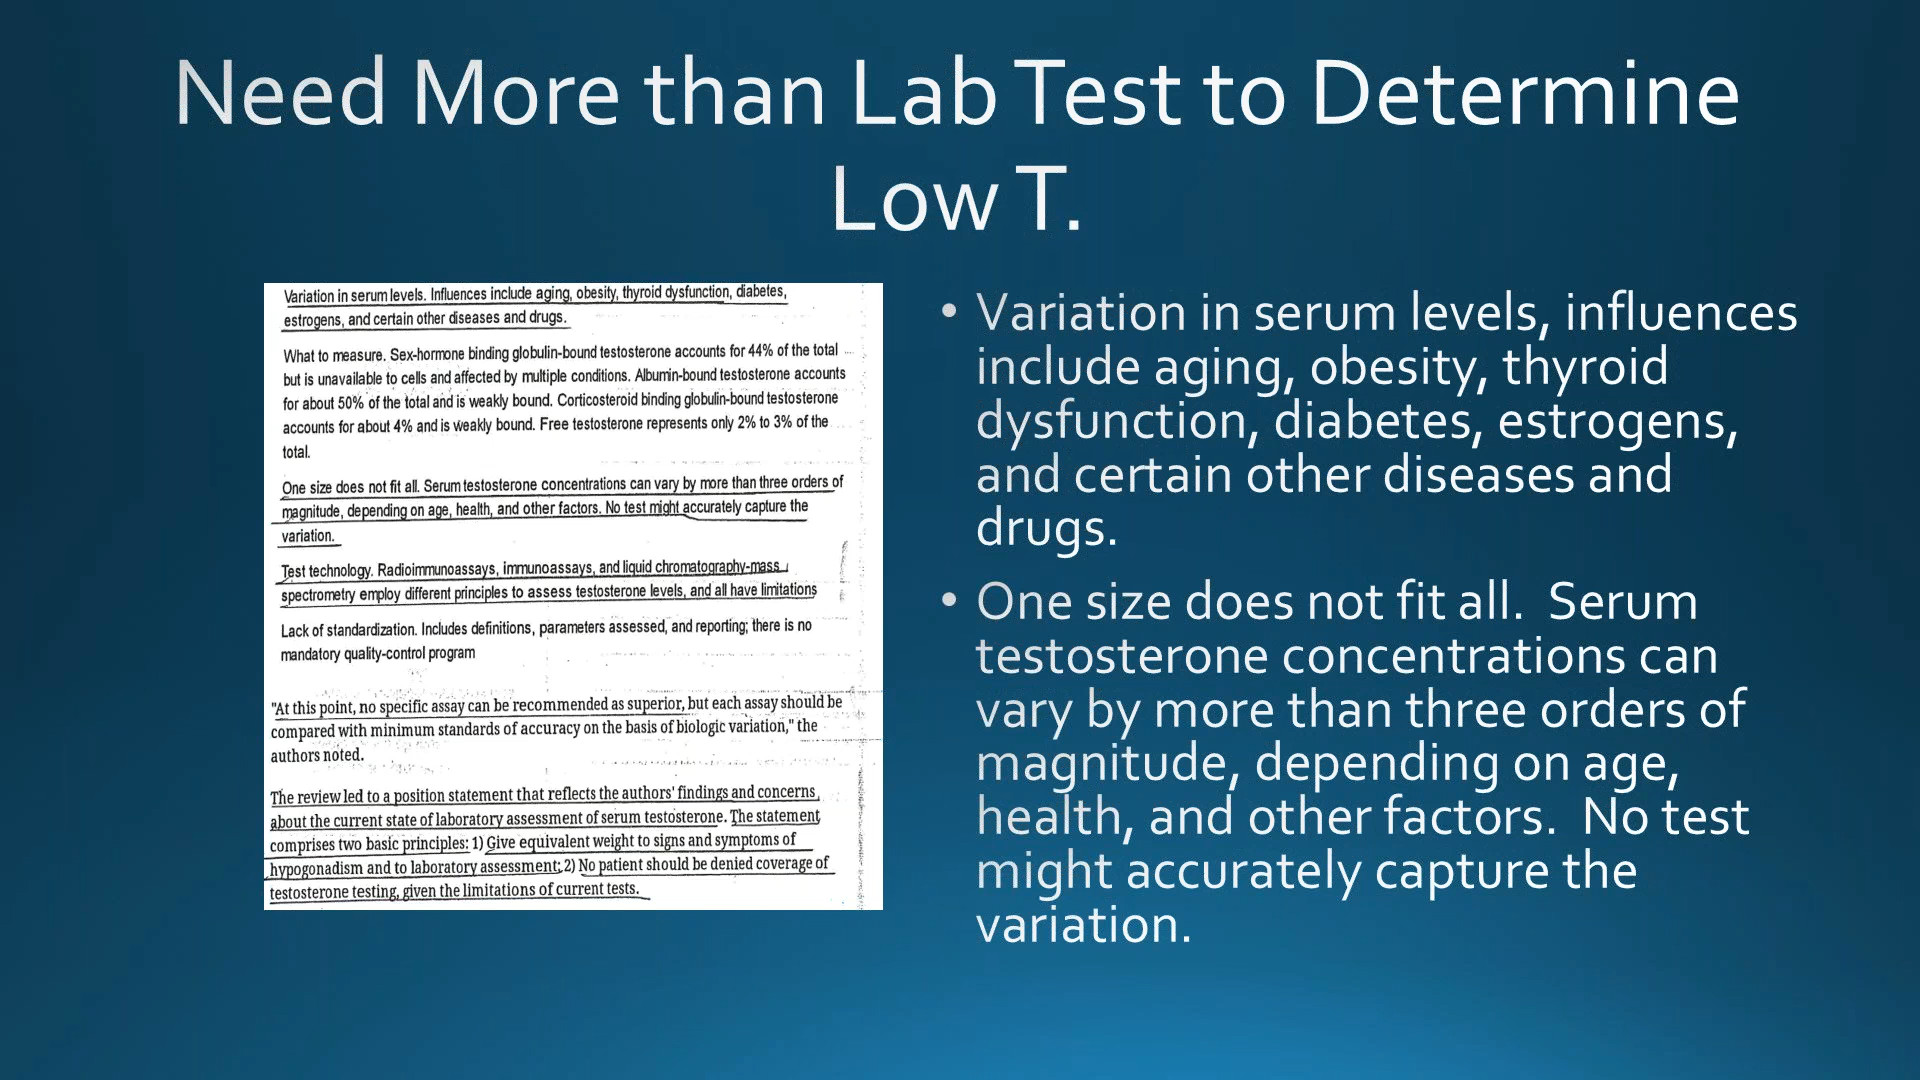 Need More than Lab Test to Determine
Low T.
Variation in serum levels. Influences include aging, obesity, thyroid dysfunction, diabetes,
estrogens, and certain other diseases and drugs.
What to measure. Sex-hormone binding globulin-bound testosterone accounts for 44% of the total
but is unavailable to cells and affected by multiple conditions. Albumin-bound testosterone accounts
for about 50% of the total and is weakly bound. Corticosteroid binding globulin-bound testosterone
accounts for about 4% and is weakly bound. Free testosterone represents only 2% to 3% of the
total.
One size does not fit all. Serum testosterone concentrations can vary by more than three orders of
magnitude, depending on age, health, and other factors. No test might accurately capture the
variation.
Test technology. Radioimmunoassays, immunoassays, and liquid chromatography-mass
spectrometry employ different principles to assess testosterone levels, and all have limitations
Lack of standardization. Includes definitions, parameters assessed, and reporting; there is no
mandatory quality-control program
"At this point, no specific assay can be recommended as superior, but each assay should be
compared with minimum standards of accuracy on the basis of biologic variation," the
authors noted.
The review led to a position statement that reflects the authors' findings and concerns
about the current state of laboratory assessment of serum testosterone. The statement
comprises two basic principles: 1) Give equivalent weight to signs and symptoms of
hypogonadism and to laboratory assessment; 2) No patient should be denied coverage of
testosterone testing, given the limitations of current tests.
• Variation in serum levels, influences
include aging, obesity, thyroid
dysfunction, diabetes, estrogens,
and certain other diseases and
drugs.
• One size does not fit all.  Serum
testosterone concentrations can
vary by more than three orders of
magnitude, depending on age,
health, and other factors.  No test
might accurately capture the
variation.